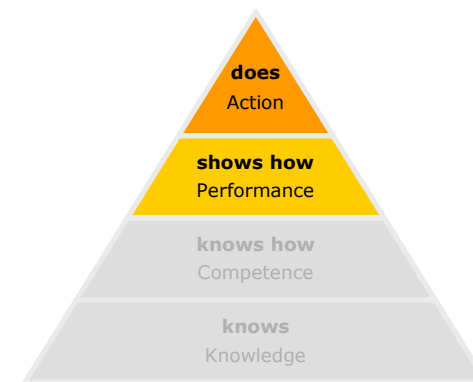 does
Action
shows how
Performance
knows how
Competence
knows
Knowledge